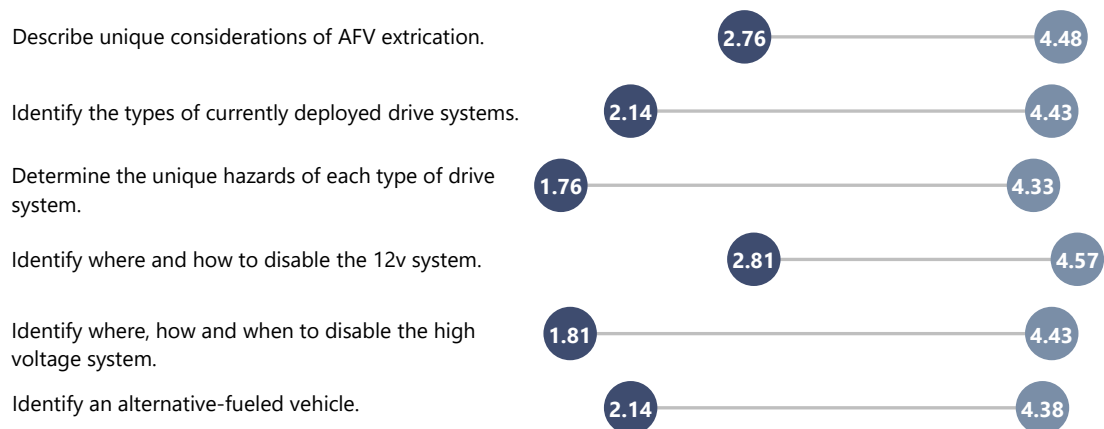 Describe unique considerations of AFV extrication. 2.76 4.48
Identify the types of currently deployed drive systems. 2.14 4.43
Determine the unique hazards of each type of drive
system. 1.76 4.33
Identify where and how to disable the 12v system. 2.81 4.57
Identify where, how and when to disable the high
voltage system. 1.81 4.43
Identify an alternative-fueled vehicle. 2.14 4.38